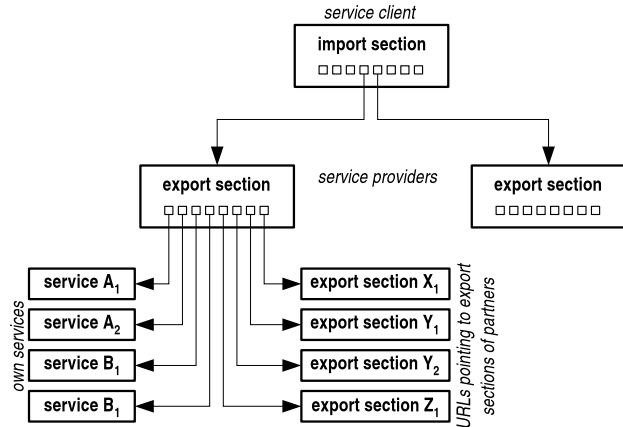 service client
import section
export section
service providers
export section
service A1
export section X1
service A2
export section Y1
service B1
export section Y2
service B1
export section Z1
own services
URLs pointing to export
sections of partners